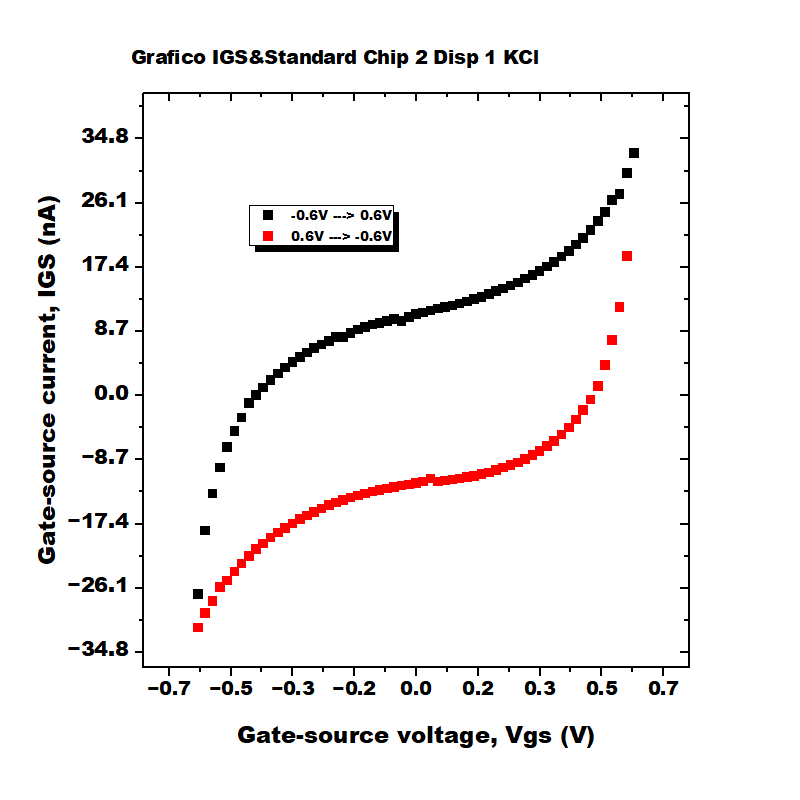 Grafico IGS&Standard Chip 2 Disp 1 KCl
34.8
26.1
17.4
8.7
0.0
−8.7
−17.4
−26.1
−34.8
Gate-source current, IGS (nA)
-0.6V ---> 0.6V
0.6V ---> -0.6V
−0.7 −0.5 −0.3 −0.2 0.0 0.2 0.3 0.5 0.7
Gate-source voltage, Vgs (V)